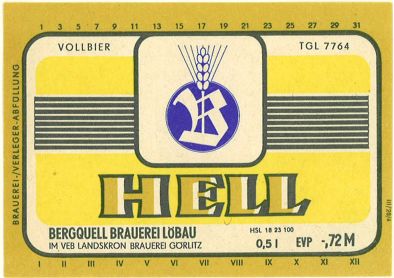 1 3 5 7 9 11 13 15 17 19 21 23 25 27 29 31
VOLLBIER
TGL 7764
BRAUEREI-/VERLEGER-ABFÜLLUNG
B
HELL
BERGQUELL BRAUEREI LÖBAU
IM VEB LANDSKRON BRAUEREI GÖRLITZ
HSL 18 23 100
0,5 l EVP -,72 M
I II III IV V VI VII VIII IX X XI XII